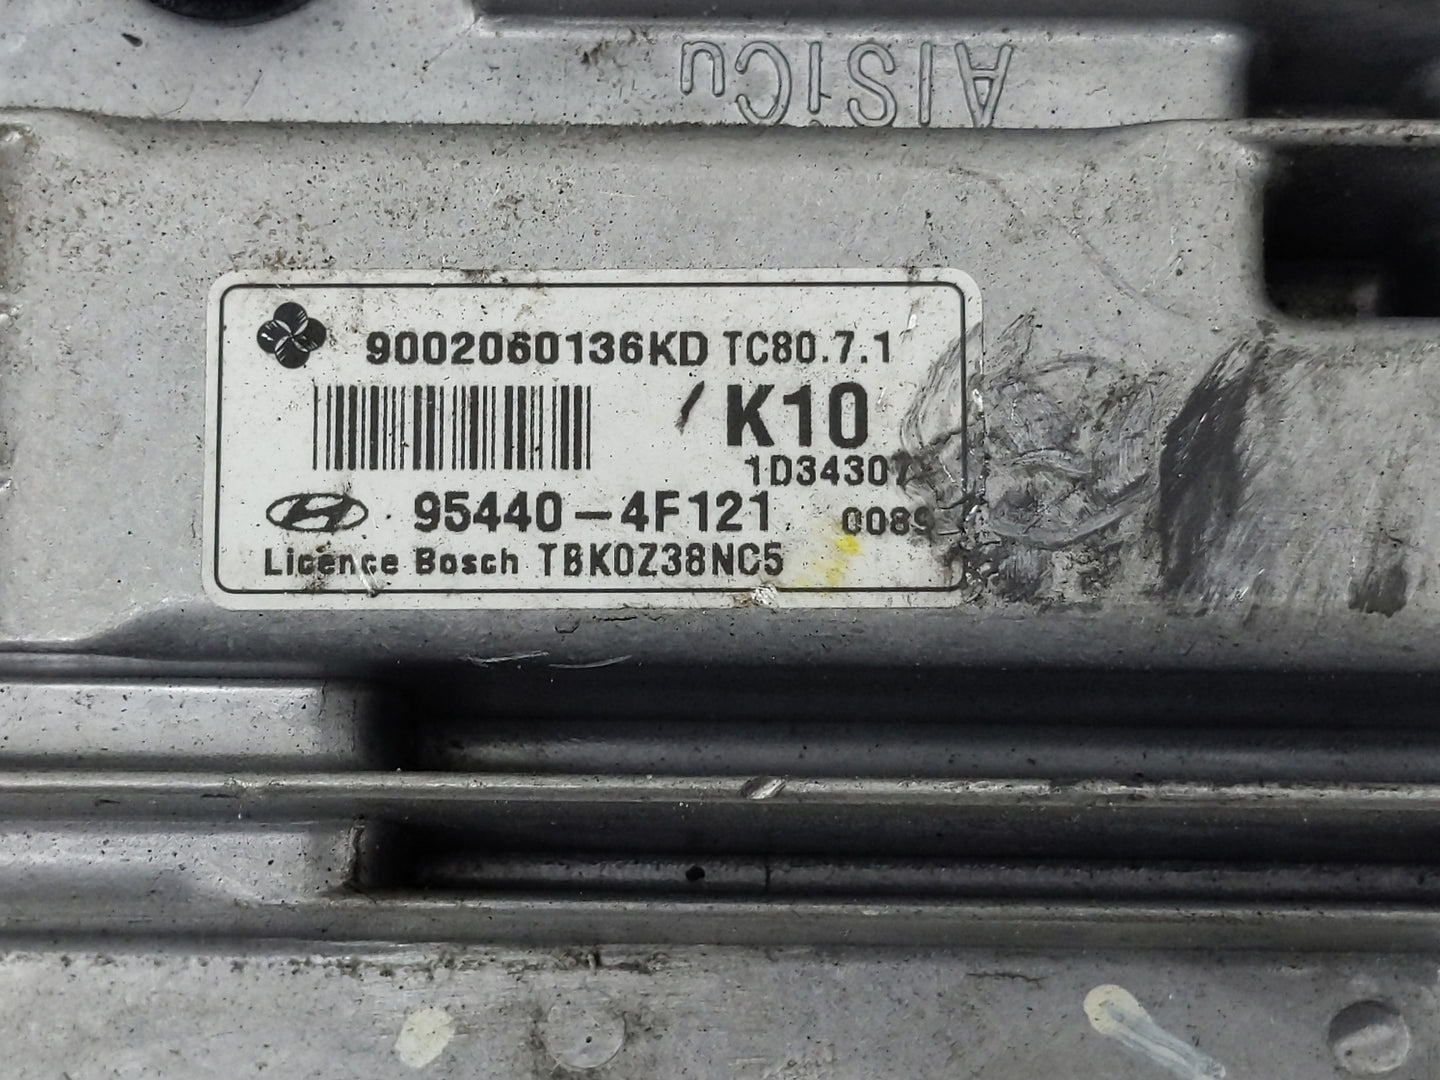 AlSiCu
9002060136KD TC80.7.1
K10
1D34307
95440-4F121 0089
Licence Bosch TBK0Z38NC5